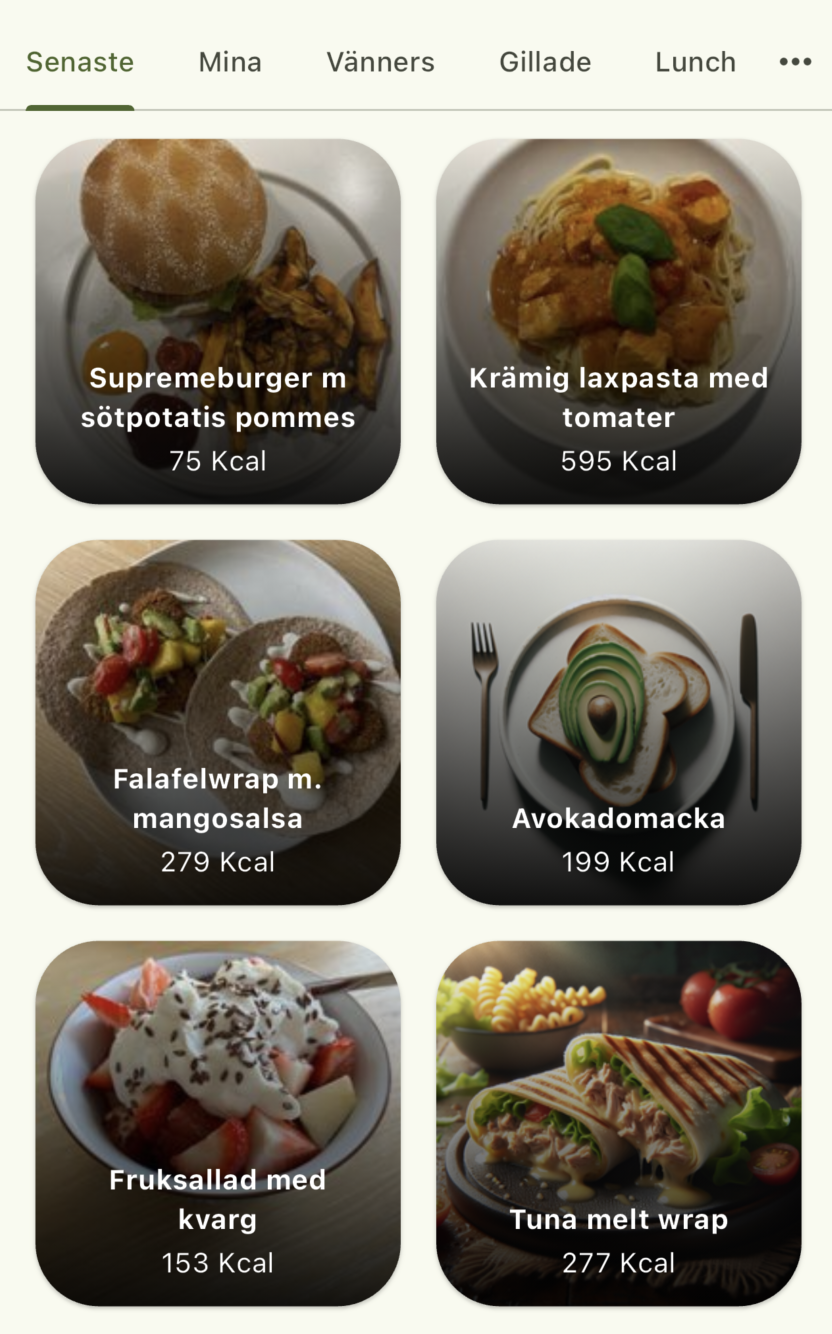 Senaste Mina Vänners Gillade Lunch •••
Supremeburger m
sötpotatis pommes
75 Kcal
Krämig laxpasta med
tomater
595 Kcal
Falafelwrap m.
mangosalsa
279 Kcal
Avokadomacka
199 Kcal
Fruksallad med
kvarg
153 Kcal
Tuna melt wrap
277 Kcal